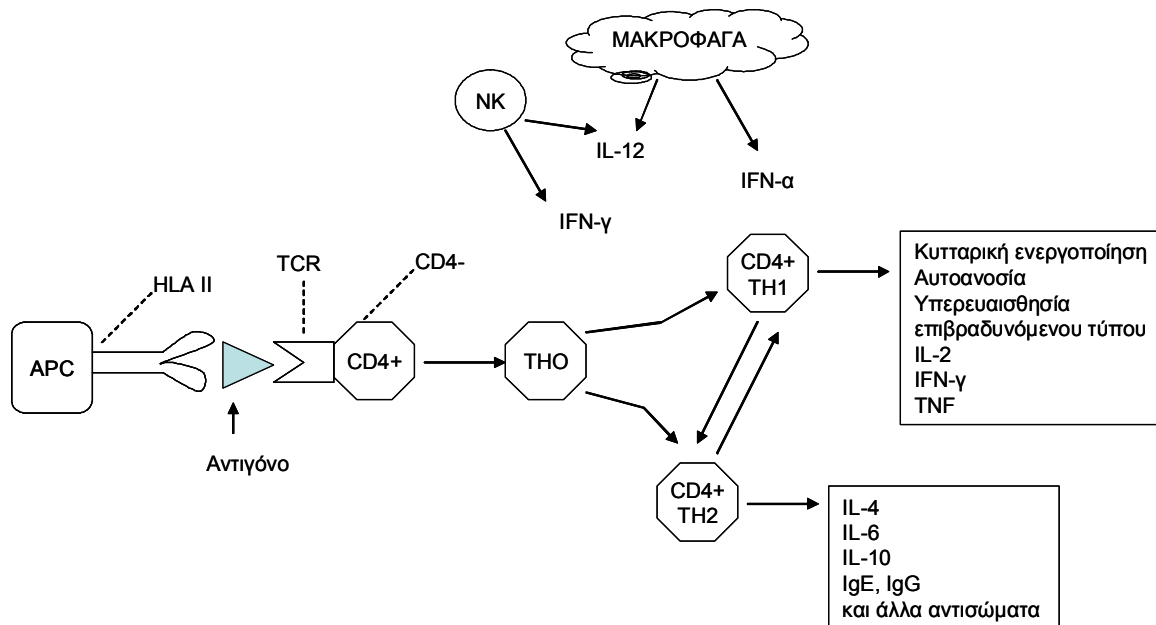 ΜΑΚΡΟΦΑΓΑ
NK
IL-12
IFN-α
IFN-γ
HLA II
TCR
CD4-
APC
CD4+
THO
Αντιγόνο
CD4+
TH1
Κυτταρική ενεργοποίηση
Αυτοανοσία
Υπερευαισθησία
επιβραδυνόμενου τύπου
IL-2
IFN-γ
TNF
CD4+
TH2
IL-4
IL-6
IL-10
IgE, IgG
και άλλα αντισώματα